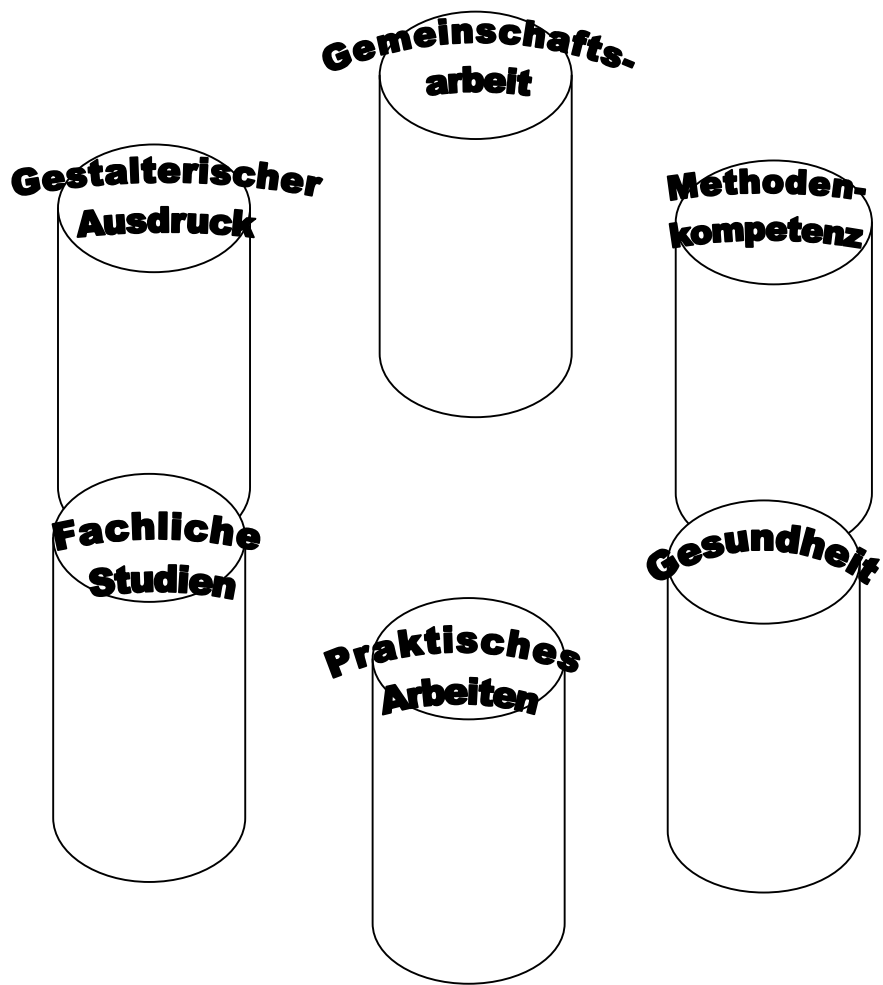 Gemeinschafts-
arbeit
Gestalterischer
Ausdruck
Methoden-
kompetenz
Fachliche
Studien
Gesundheit
Praktisches
Arbeiten